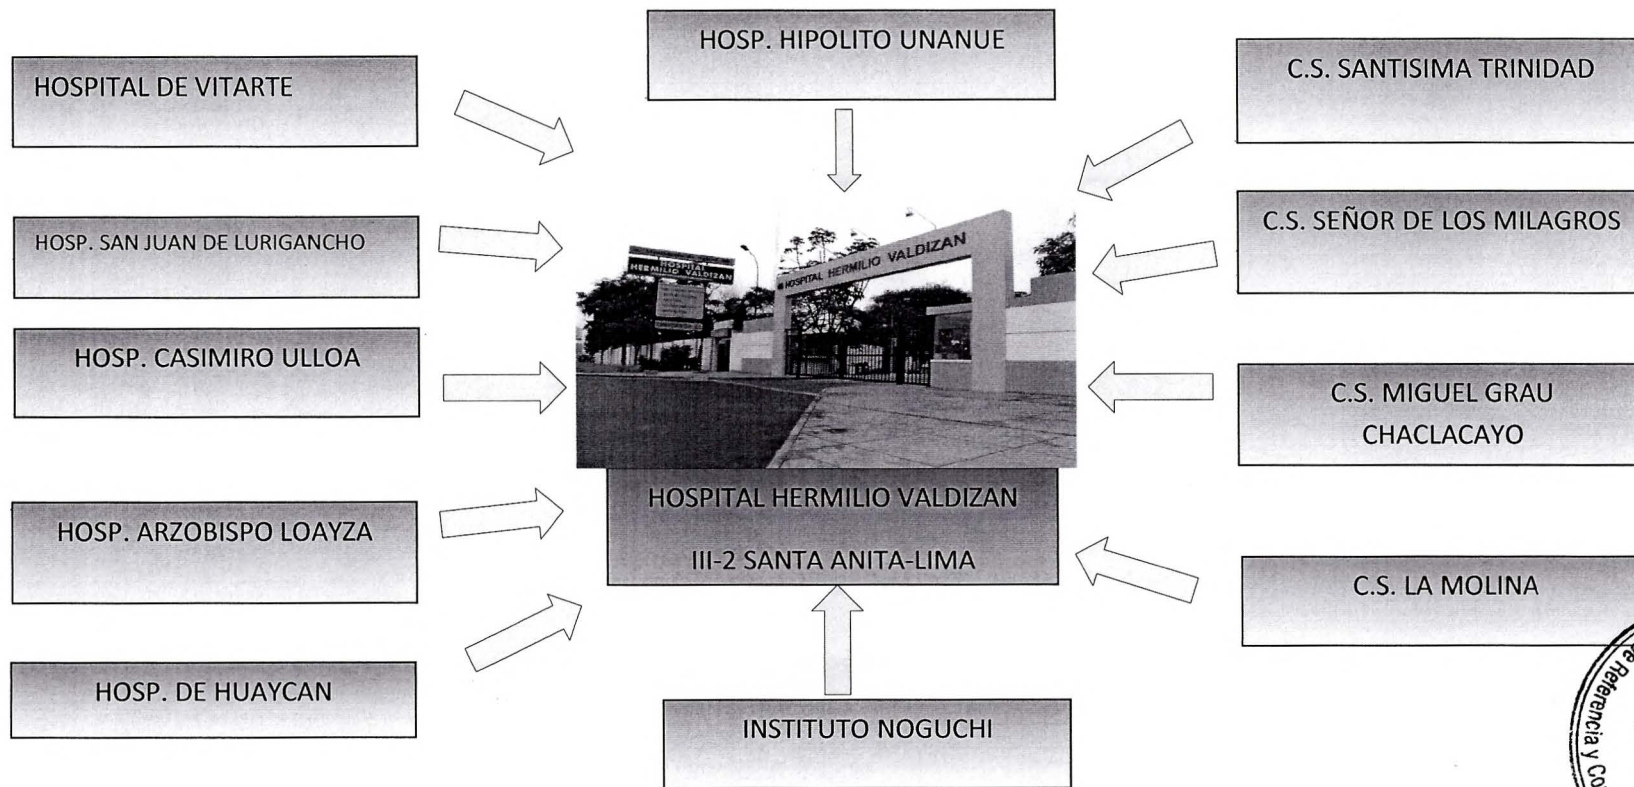 HOSP. HIPOLITO UNANUE
HOSPITAL DE VITARTE
C.S. SANTISIMA TRINIDAD
HOSP. SAN JUAN DE LURIGANCHO
C.S. SEÑOR DE LOS MILAGROS
HOSPITAL
HERMILIO VALDIZAN
HOSPITAL HERMILIO VALDIZAN
HOSP. CASIMIRO ULLOA
C.S. MIGUEL GRAU
CHACLACAYO
HOSPITAL HERMILIO VALDIZAN
III-2 SANTA ANITA-LIMA
HOSP. ARZOBISPO LOAYZA
C.S. LA MOLINA
HOSP. DE HUAYCAN
INSTITUTO NOGUCHI
Referencia y